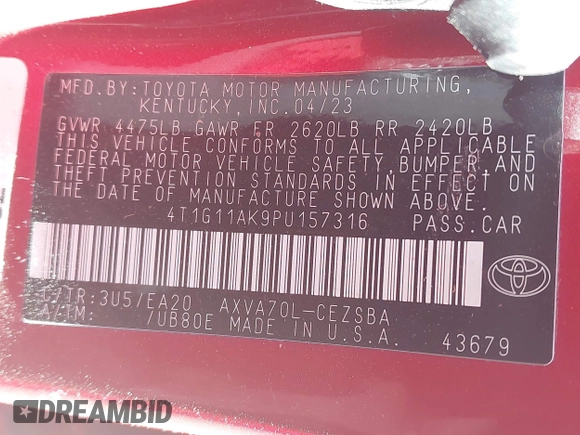 MFD.BY:TOYOTA MOTOR MANUFACTURING,
KENTUCKY, INC. 04/23
GVWR 4475LB GAWR FR 2620LB RR 2420LB
THIS VEHICLE CONFORMS TO ALL APPLICABLE
FEDERAL MOTOR VEHICLE SAFETY, BUMPER, AND
THEFT PREVENTION STANDARDS IN EFFECT ON
THE DATE OF MANUFACTURE SHOWN ABOVE.
4T1G11AK9PU157316 PASS.CAR
C/TR:3U5/EA20 AXVA70L-CEZSBA
A/TM: /UB80E MADE IN U.S.A.
43679
DREAMBID